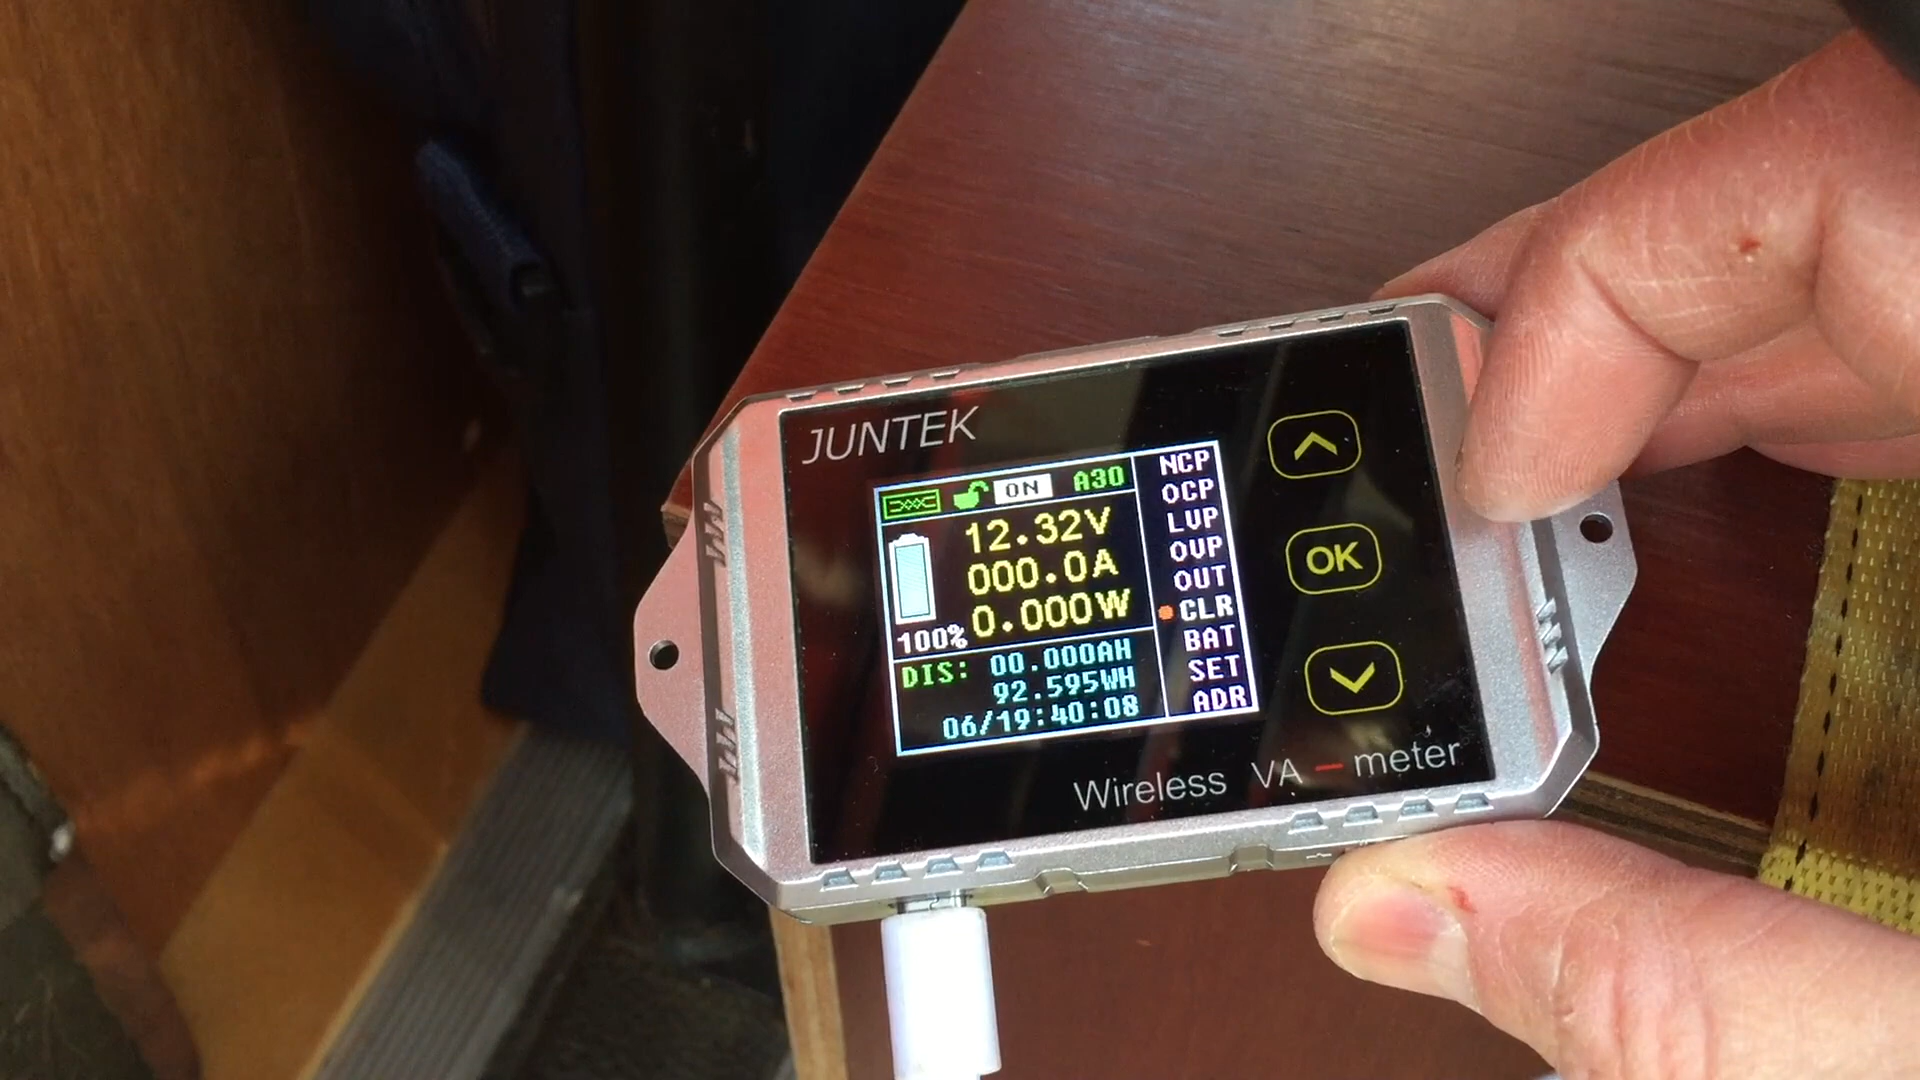 JUNTEK
ON A30
12.32V
000.0A
0.000W
100%
DIS: 00.000AH
92.595WH
06/19:40:08
NCP
OCP
LVP
OVP
OUT
CLR
BAT
SET
ADR
OK
Wireless VA-meter